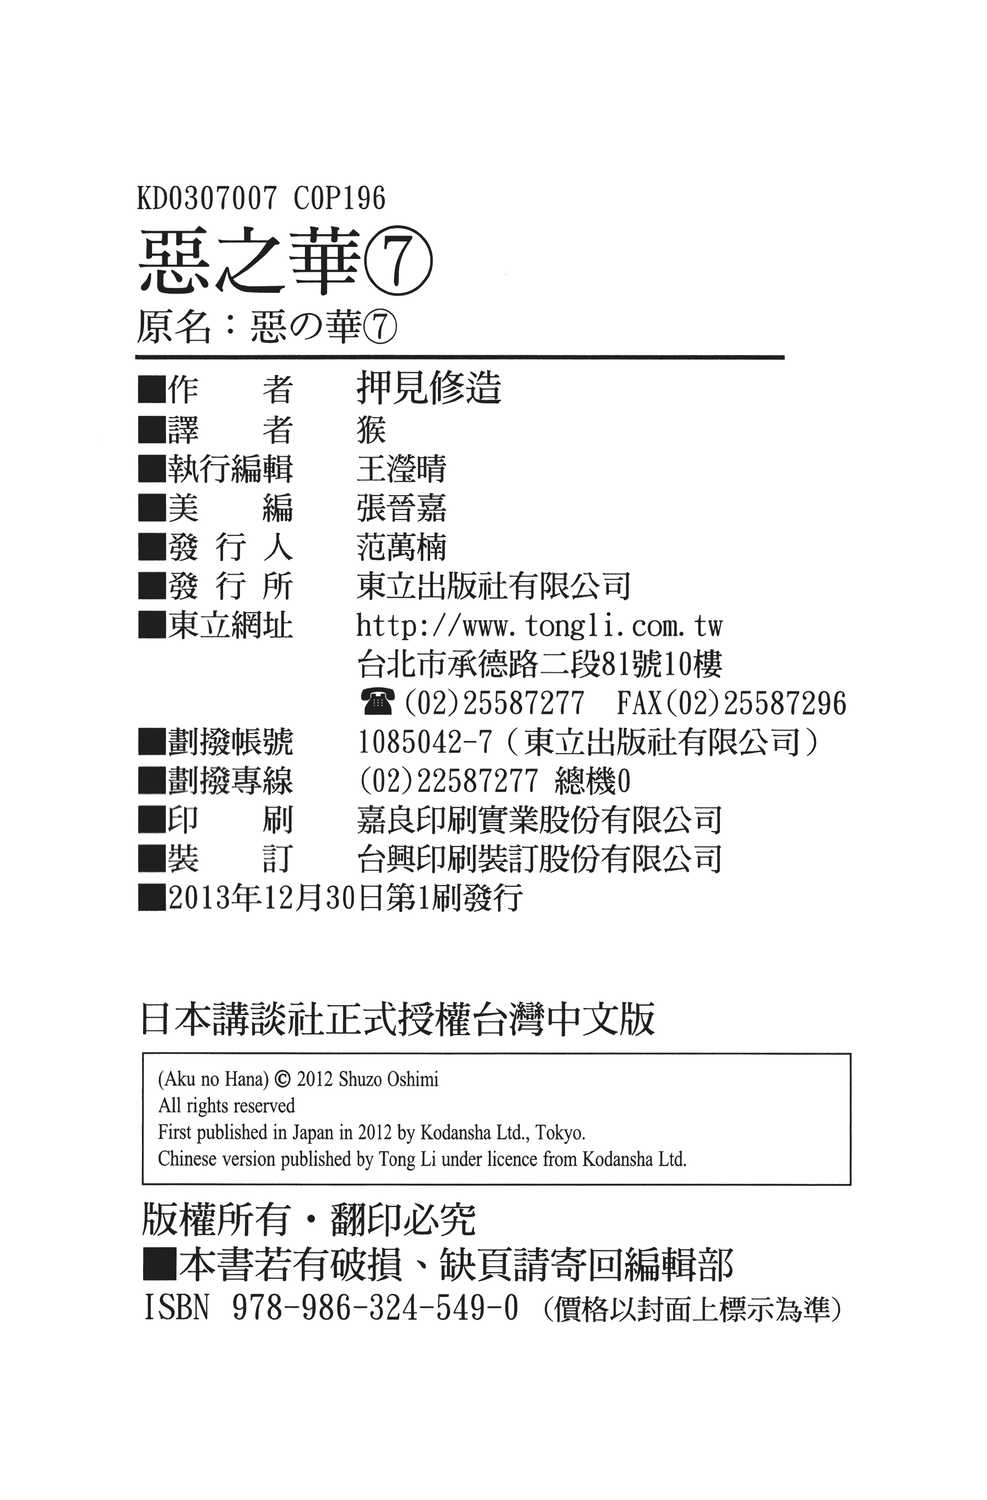 KD0307007 COP196
惡之華⑦
原名：惡の華⑦
■作　者　押見修造
■譯　者　猴
■執行編輯　王瀅晴
■美　編　張晉嘉
■發行人　范萬楠
■發行所　東立出版社有限公司
■東立網址　http://www.tongli.com.tw
台北市承德路二段81號10樓
☎(02)25587277　FAX(02)25587296
■劃撥帳號　1085042-7（東立出版社有限公司）
■劃撥專線　(02)22587277 總機0
■印　刷　嘉良印刷實業股份有限公司
■裝　訂　台興印刷裝訂股份有限公司
■2013年12月30日第1刷發行
日本講談社正式授權台灣中文版
(Aku no Hana) © 2012 Shuzo Oshimi
All rights reserved
First published in Japan in 2012 by Kodansha Ltd., Tokyo.
Chinese version published by Tong Li under licence from Kodansha Ltd.
版權所有・翻印必究
■本書若有破損、缺頁請寄回編輯部
ISBN 978-986-324-549-0（價格以封面上標示為準）